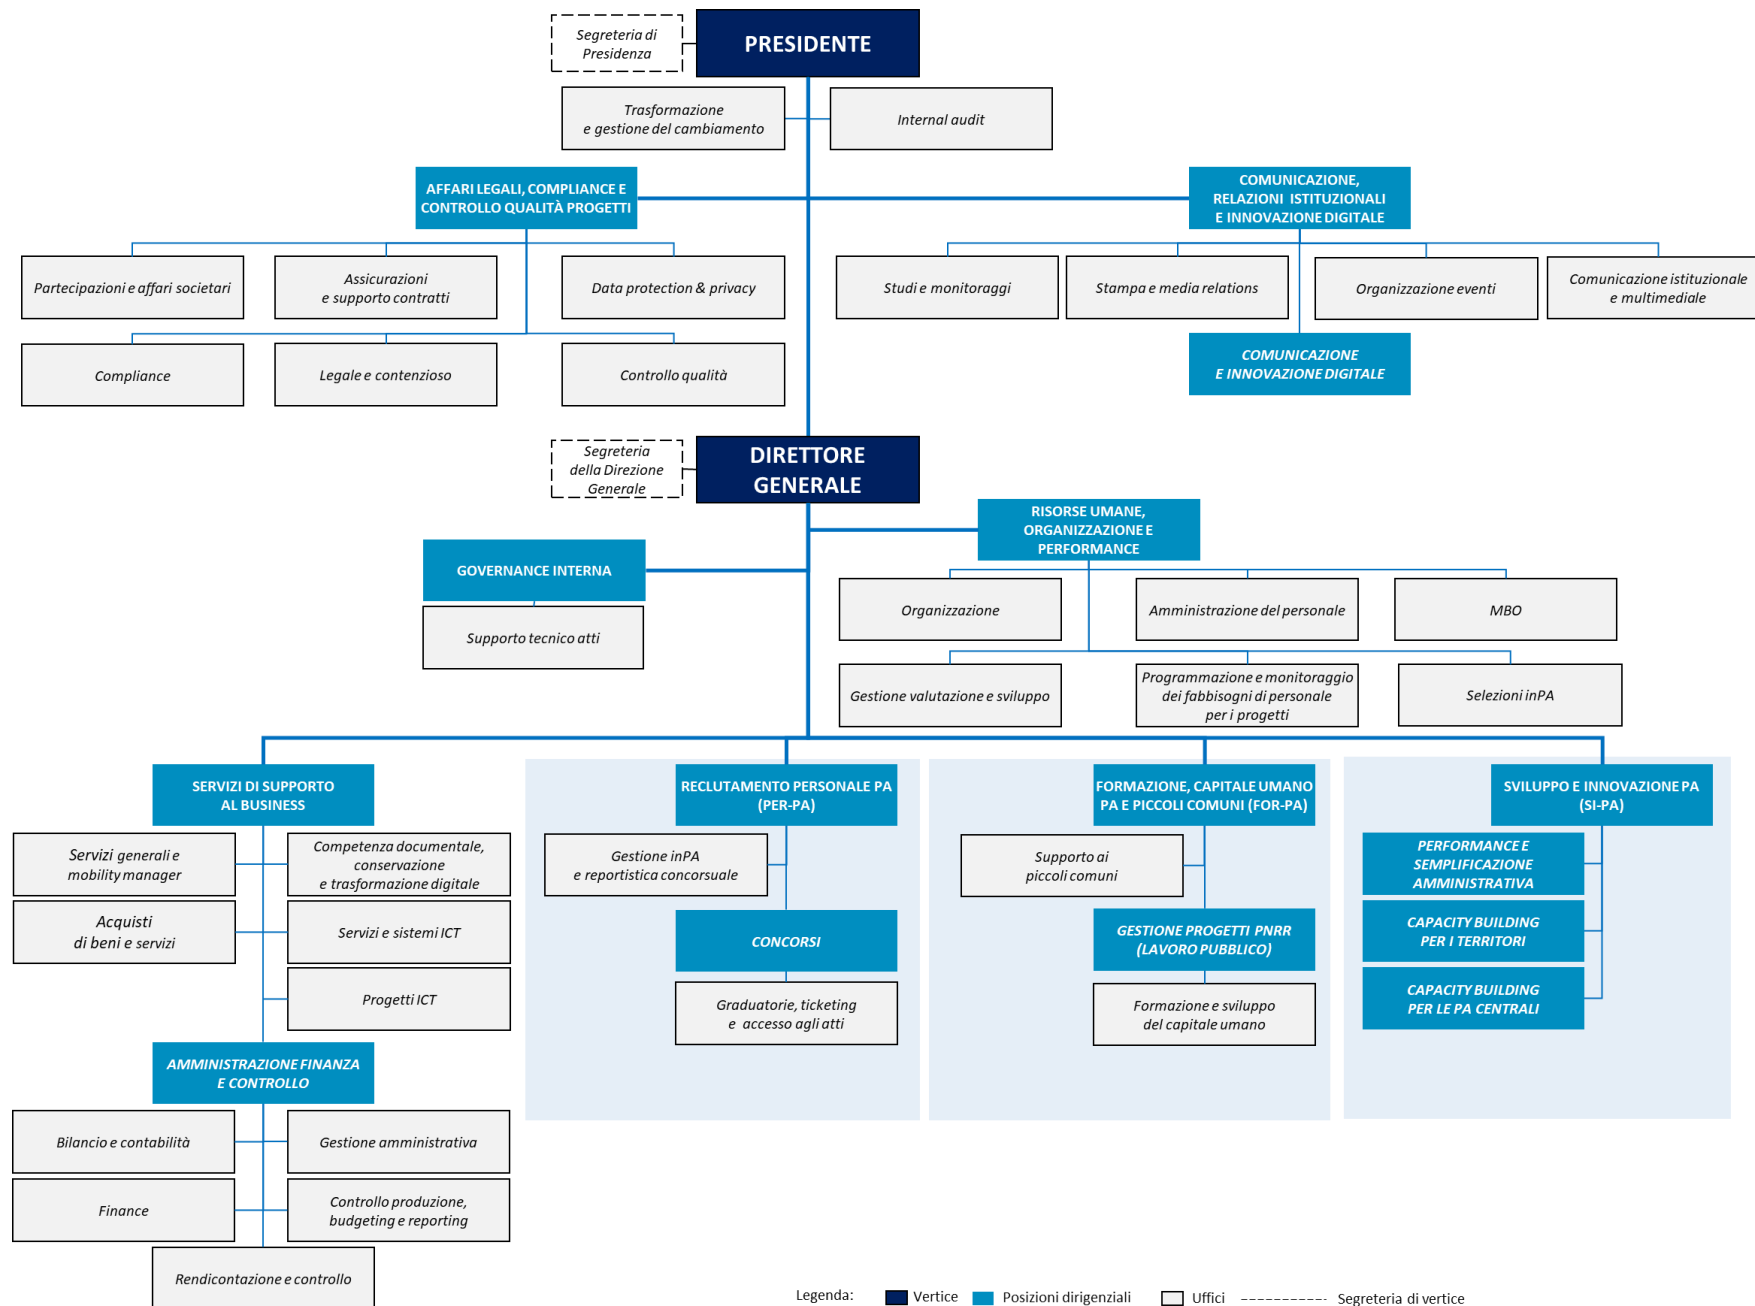 Segreteria di
Presidenza
PRESIDENTE
Trasformazione
e gestione del cambiamento
Internal audit
AFFARI LEGALI, COMPLIANCE E
CONTROLLO QUALITÀ PROGETTI
COMUNICAZIONE,
RELAZIONI ISTITUZIONALI
E INNOVAZIONE DIGITALE
Partecipazioni e affari societari
Assicurazioni
e supporto contratti
Data protection & privacy
Studi e monitoraggi
Stampa e media relations
Organizzazione eventi
Comunicazione istituzionale
e multimediale
Compliance
Legale e contenzioso
Controllo qualità
COMUNICAZIONE
E INNOVAZIONE DIGITALE
Segreteria
della Direzione
Generale
DIRETTORE
GENERALE
RISORSE UMANE,
ORGANIZZAZIONE E
PERFORMANCE
GOVERNANCE INTERNA
Supporto tecnico atti
Organizzazione
Amministrazione del personale
MBO
Gestione valutazione e sviluppo
Programmazione e monitoraggio
dei fabbisogni di personale
per i progetti
Selezioni inPA
SERVIZI DI SUPPORTO
AL BUSINESS
Servizi generali e
mobility manager
Competenza documentale,
conservazione
e trasformazione digitale
Acquisti
di beni e servizi
Servizi e sistemi ICT
Progetti ICT
AMMINISTRAZIONE FINANZA
E CONTROLLO
Bilancio e contabilità
Gestione amministrativa
Finance
Controllo produzione,
budgeting e reporting
Rendicontazione e controllo
RECLUTAMENTO PERSONALE PA
(PER-PA)
Gestione inPA
e reportistica concorsuale
CONCORSI
Graduatorie, ticketing
e accesso agli atti
FORMAZIONE, CAPITALE UMANO
PA E PICCOLI COMUNI (FOR-PA)
Supporto ai
piccoli comuni
GESTIONE PROGETTI PNRR
(LAVORO PUBBLICO)
Formazione e sviluppo
del capitale umano
SVILUPPO E INNOVAZIONE PA
(SI-PA)
PERFORMANCE E
SEMPLIFICAZIONE
AMMINISTRATIVA
CAPACITY BUILDING
PER I TERRITORI
CAPACITY BUILDING
PER LE PA CENTRALI
Legenda: Vertice Posizioni dirigenziali Uffici Segreteria di vertice